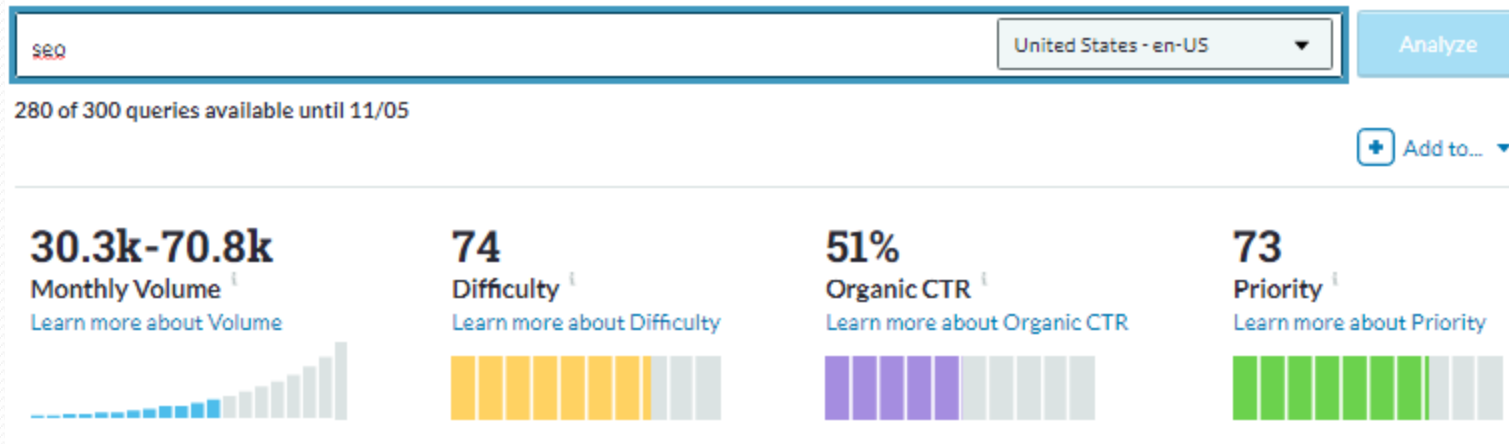 seo
United States - en-US
Analyze
280 of 300 queries available until 11/05
Add to...
30.3k-70.8k
Monthly Volume i
Learn more about Volume
74
Difficulty i
Learn more about Difficulty
51%
Organic CTR i
Learn more about Organic CTR
73
Priority i
Learn more about Priority